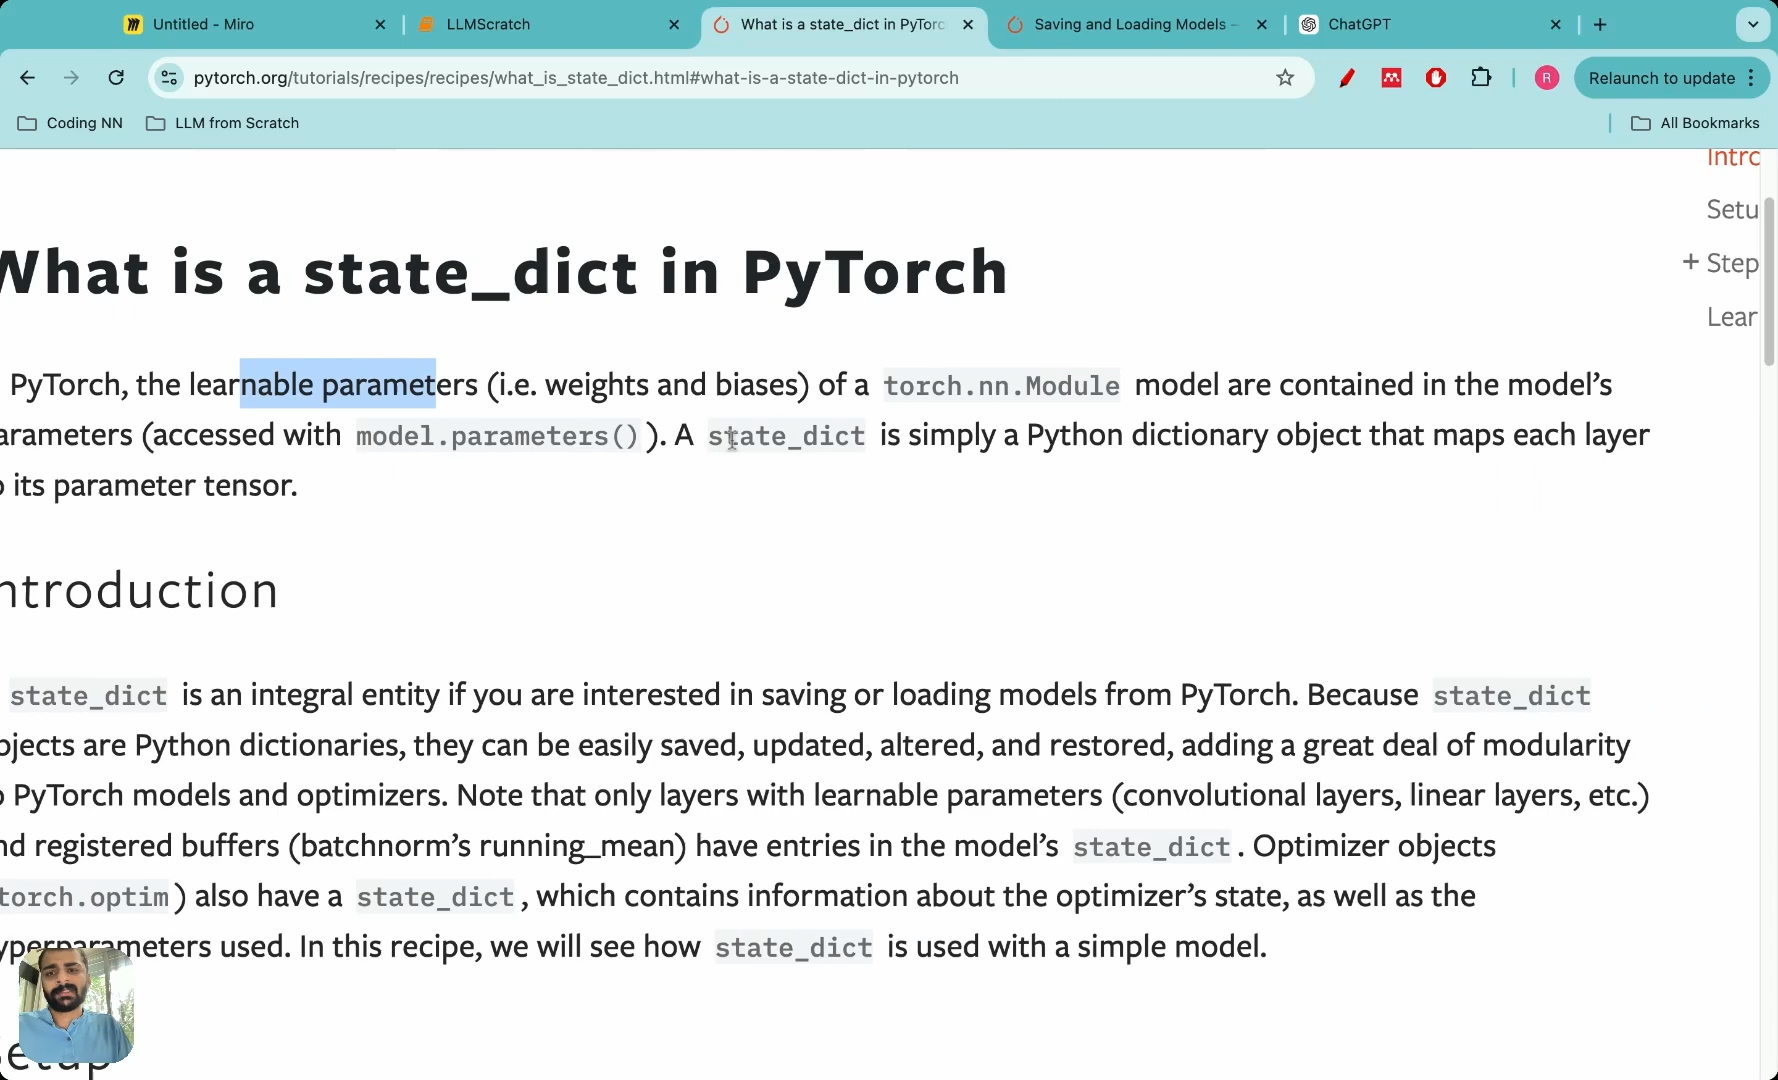 Untitled - Miro
LLMScratch
What is a state_dict in PyTorc
Saving and Loading Models -
ChatGPT
pytorch.org/tutorials/recipes/recipes/what_is_state_dict.html#what-is-a-state-dict-in-pytorch
R
Relaunch to update
Coding NN
LLM from Scratch
All Bookmarks
Intro
Setu
+ Step
Lear
What is a state_dict in PyTorch
PyTorch, the learnable parameters (i.e. weights and biases) of a torch.nn.Module model are contained in the model’s
arameters (accessed with model.parameters() ). A state_dict is simply a Python dictionary object that maps each layer
o its parameter tensor.
ntroduction
state_dict is an integral entity if you are interested in saving or loading models from PyTorch. Because state_dict
bjects are Python dictionaries, they can be easily saved, updated, altered, and restored, adding a great deal of modularity
o PyTorch models and optimizers. Note that only layers with learnable parameters (convolutional layers, linear layers, etc.)
nd registered buffers (batchnorm’s running_mean) have entries in the model’s state_dict . Optimizer objects
torch.optim ) also have a state_dict , which contains information about the optimizer’s state, as well as the
yperparameters used. In this recipe, we will see how state_dict is used with a simple model.
Setup